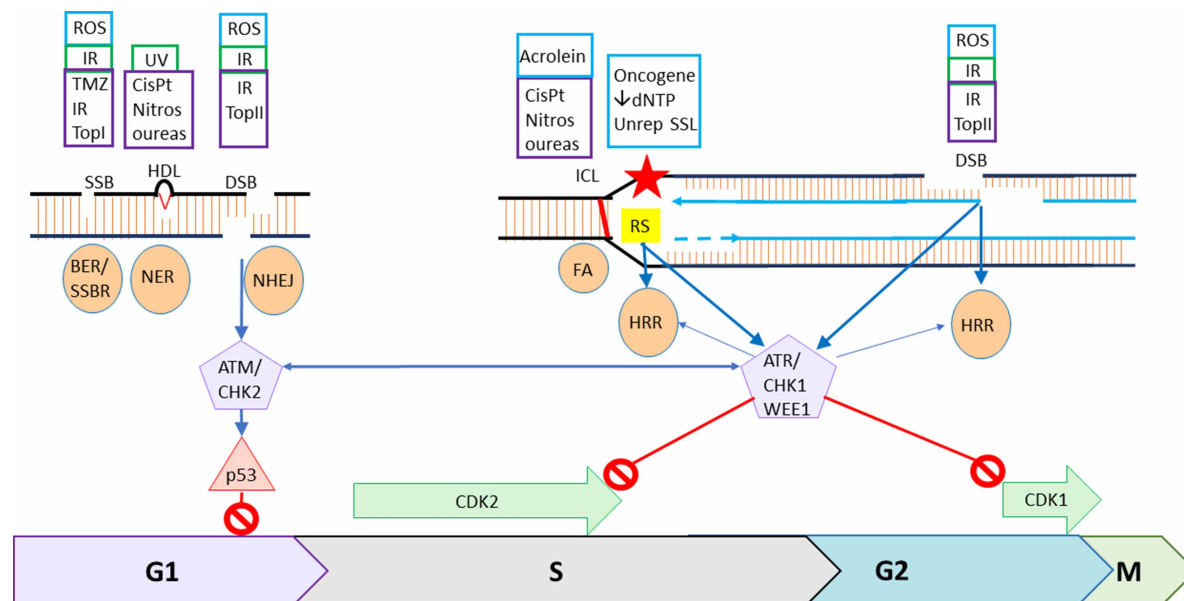 ROS
IR
TMZ
IR
TopI
UV
CisPt
Nitros
oureas
ROS
IR
IR
TopII
Acrolein
CisPt
Nitros
oureas
Oncogene
↓dNTP
Unrep SSL
ROS
IR
IR
TopII
SSB
HDL
DSB
ICL
DSB
RS
BER/
SSBR
NER
NHEJ
FA
HRR
HRR
ATM/
CHK2
ATR/
CHK1
WEE1
p53
CDK2
CDK1
G1
S
G2
M